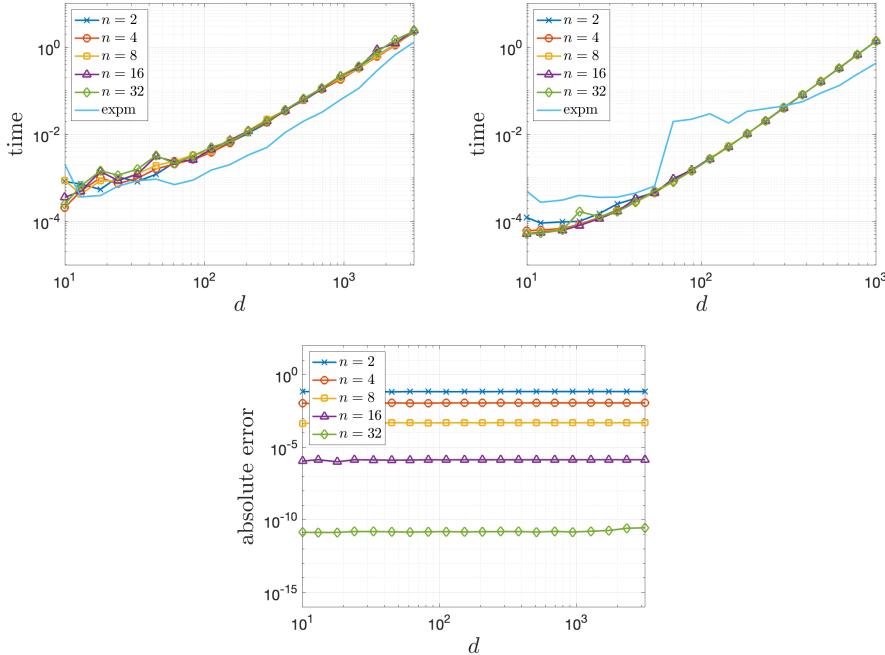 10^0
10^-2
10^-4
time
n = 2
n = 4
n = 8
n = 16
n = 32
expm
10^1
10^2
10^3
d
10^0
10^-2
10^-4
time
n = 2
n = 4
n = 8
n = 16
n = 32
expm
10^1
10^2
10^3
d
10^0
10^-5
10^-10
10^-15
absolute error
n = 2
n = 4
n = 8
n = 16
n = 32
10^1
10^2
10^3
d